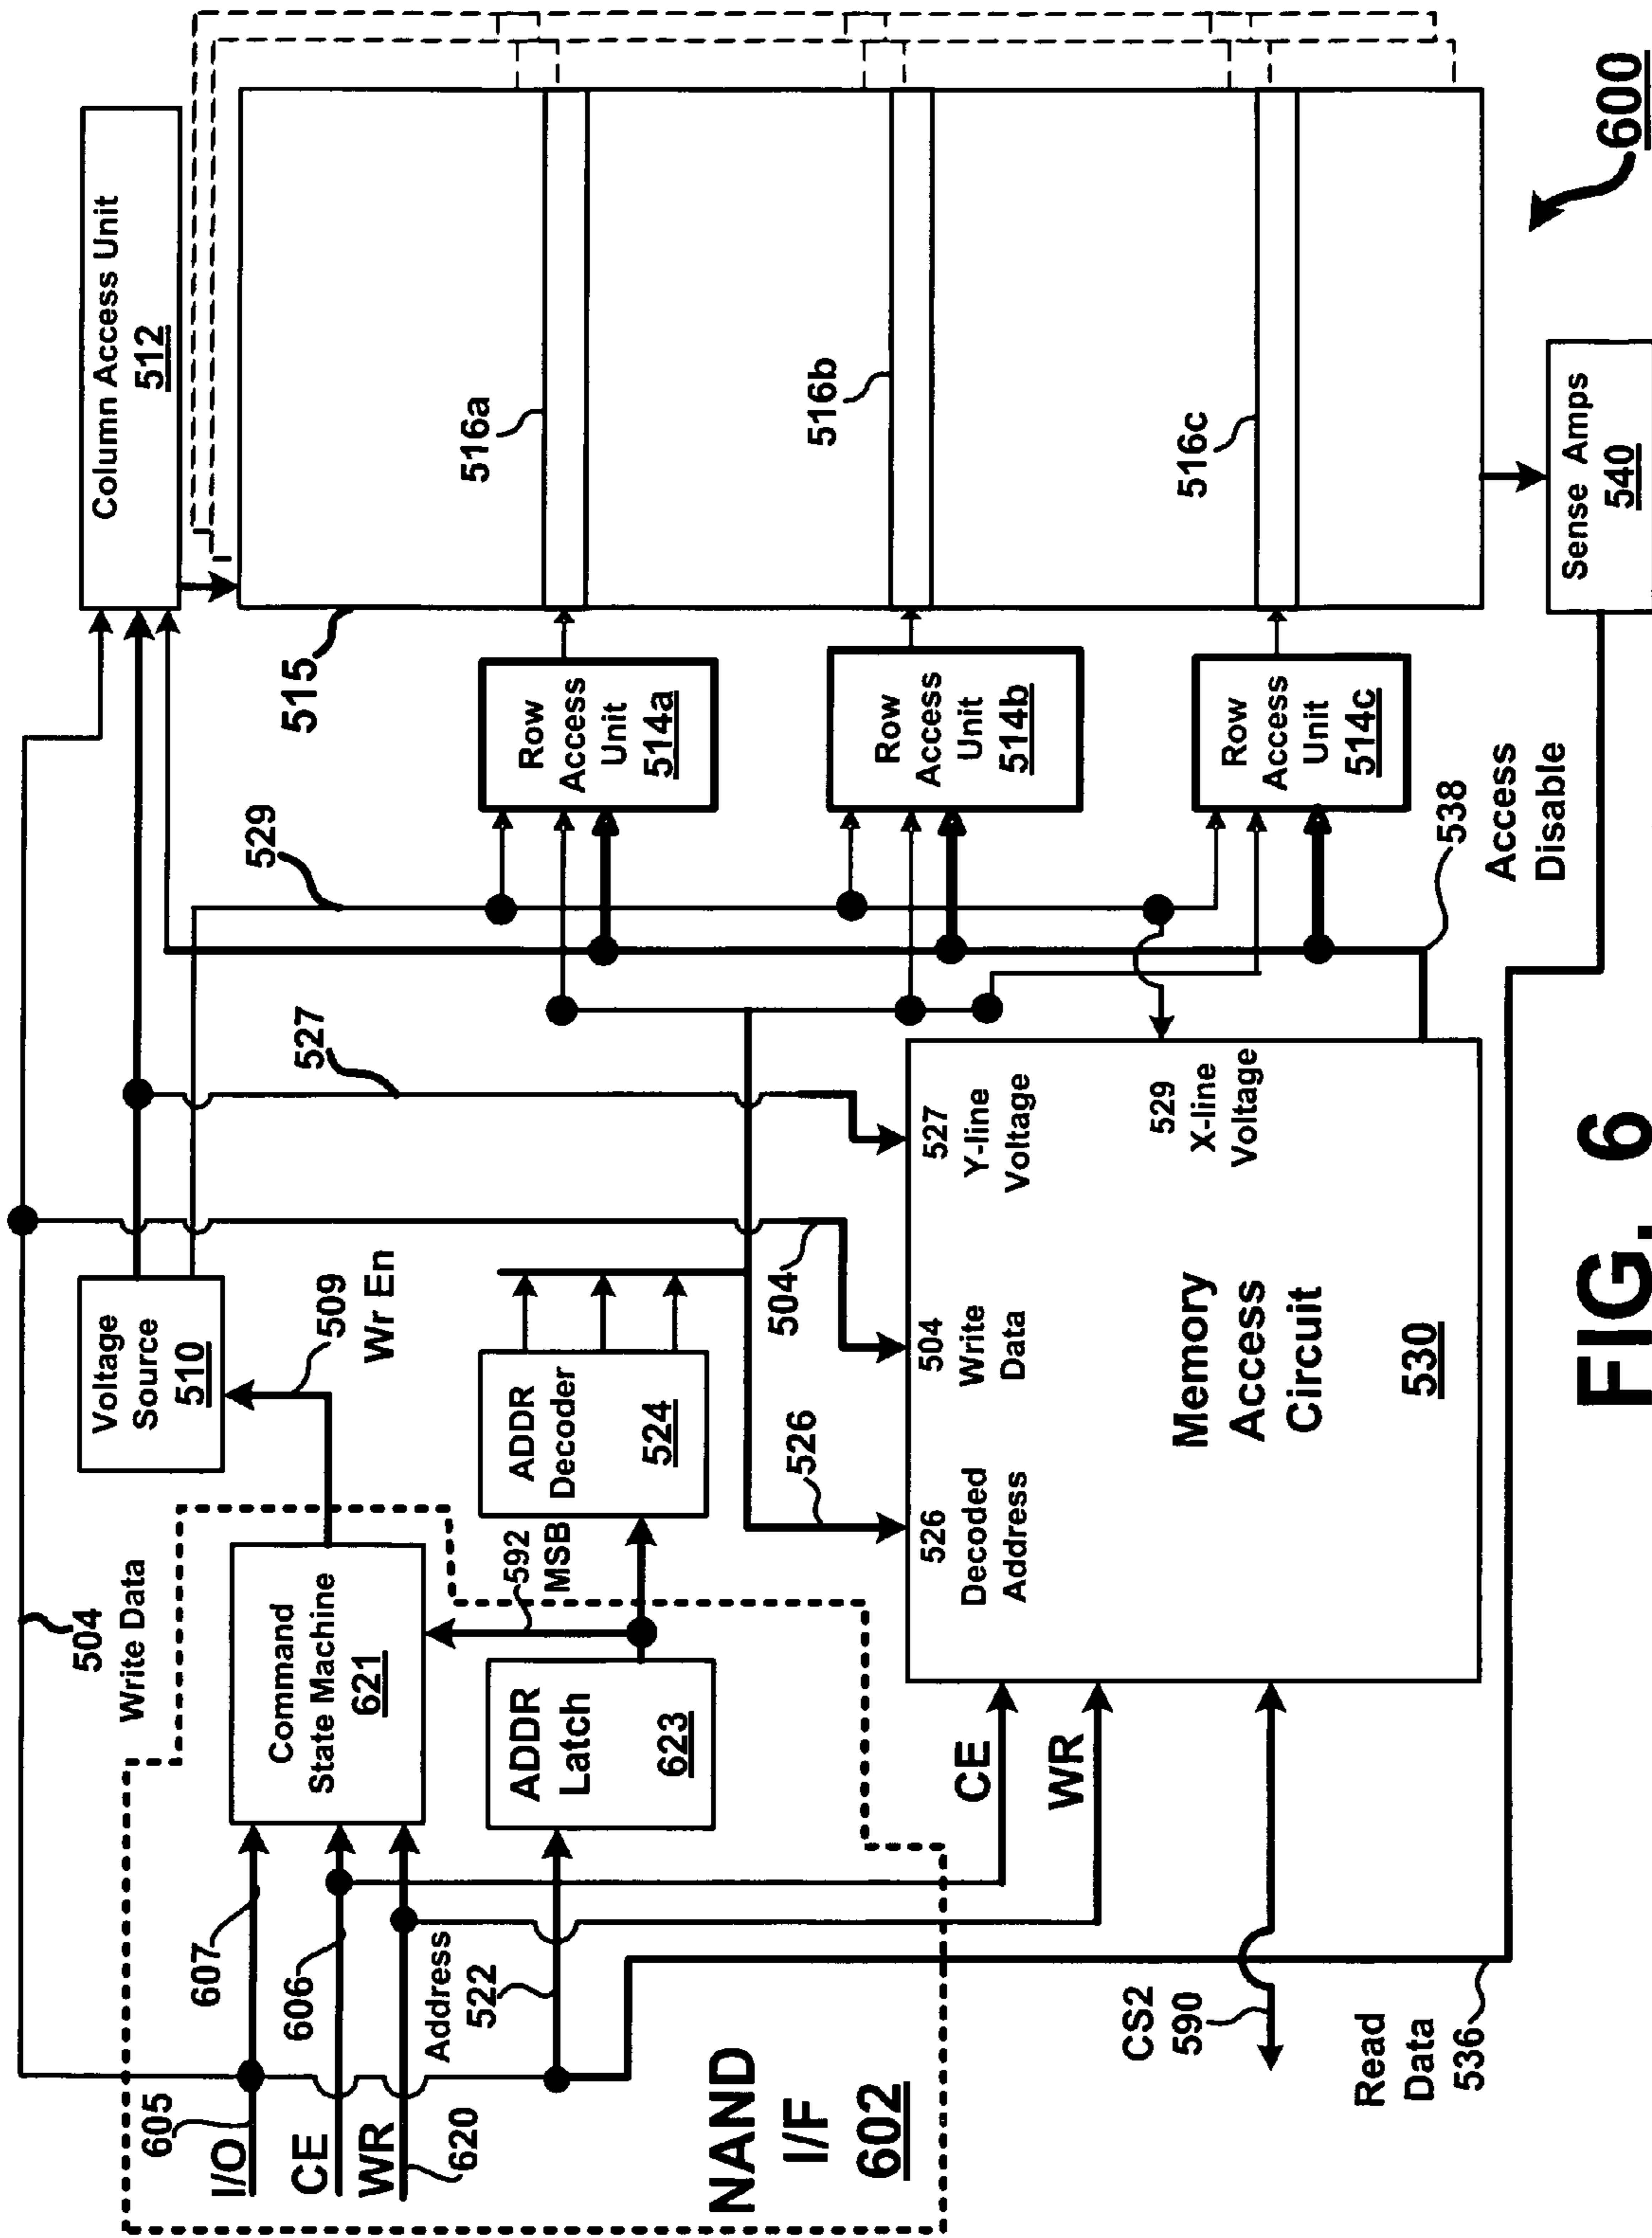 504
Write Data
Voltage
Source
510
509
Wr En
527
529
515
Column Access Unit
512
605
I/O
607
CE
606
WR
620
Address
522
Command
State Machine
621
592
MSB
ADDR
Latch
623
ADDR
Decoder
524
526
504
Row
Access
Unit
514a
Row
Access
Unit
514b
Row
Access
Unit
514c
516a
516b
516c
NAND
I/F
602
CE
WR
CS2
590
Read
Data
536
526
Decoded
Address
504
Write
Data
527
Y-line
Voltage
529
X-line
Voltage
Memory
Access
Circuit
530
538
Access
Disable
Sense Amps
540
600
FIG. 6